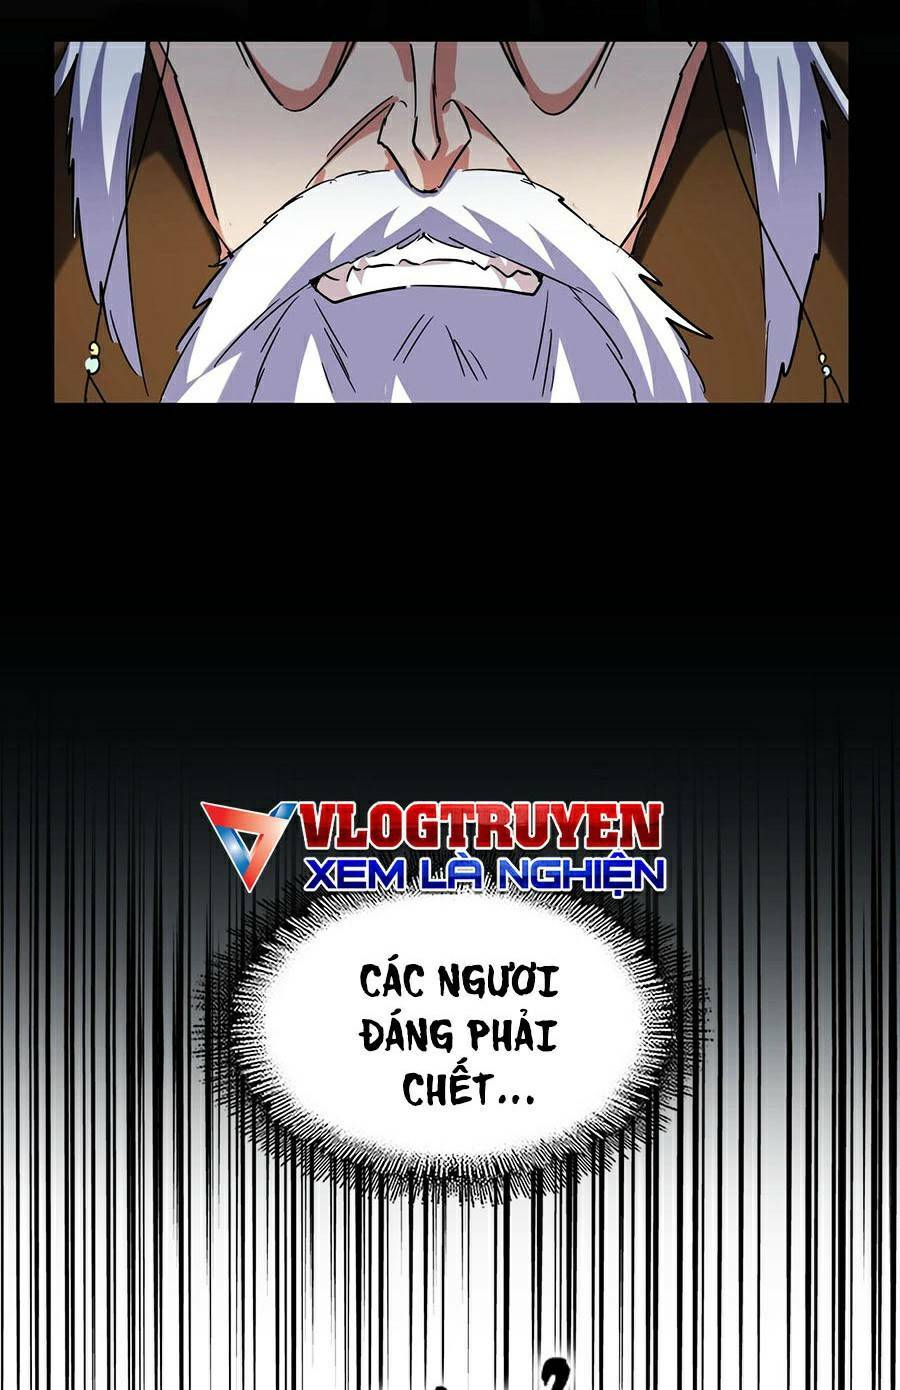 VLOGTRUYEN
XEM LÀ NGHIỆN
CÁC NGƯƠI
ĐÁNG PHẢI
CHẾT...